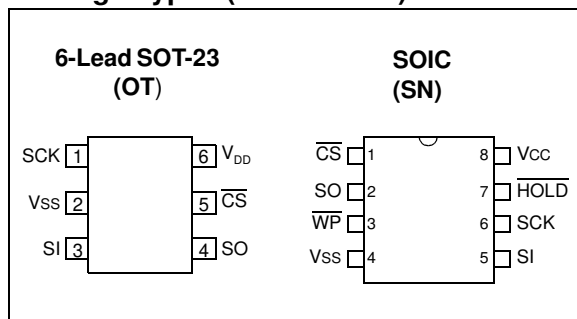 6-Lead SOT-23
(OT)
SCK 1
VSS 2
SI 3
6 VDD
5 CS
4 SO
SOIC
(SN)
CS 1
SO 2
WP 3
VSS 4
8 VCC
7 HOLD
6 SCK
5 SI